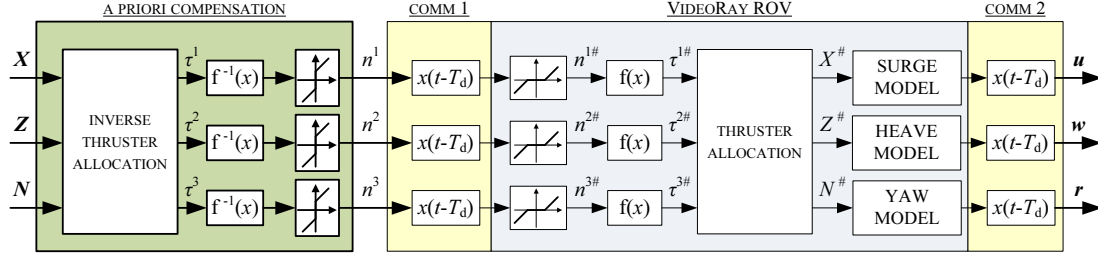 A PRIORI COMPENSATION
COMM 1
VIDEORAY ROV
COMM 2
X τ¹ f⁻¹(x) n¹ x(t-Td) n¹# f(x) τ¹# X# SURGE MODEL x(t-Td) u
Z INVERSE THRUSTER ALLOCATION τ² f⁻¹(x) n² x(t-Td) n²# f(x) τ²# THRUSTER ALLOCATION Z# HEAVE MODEL x(t-Td) w
N τ³ f⁻¹(x) n³ x(t-Td) n³# f(x) τ³# N# YAW MODEL x(t-Td) r